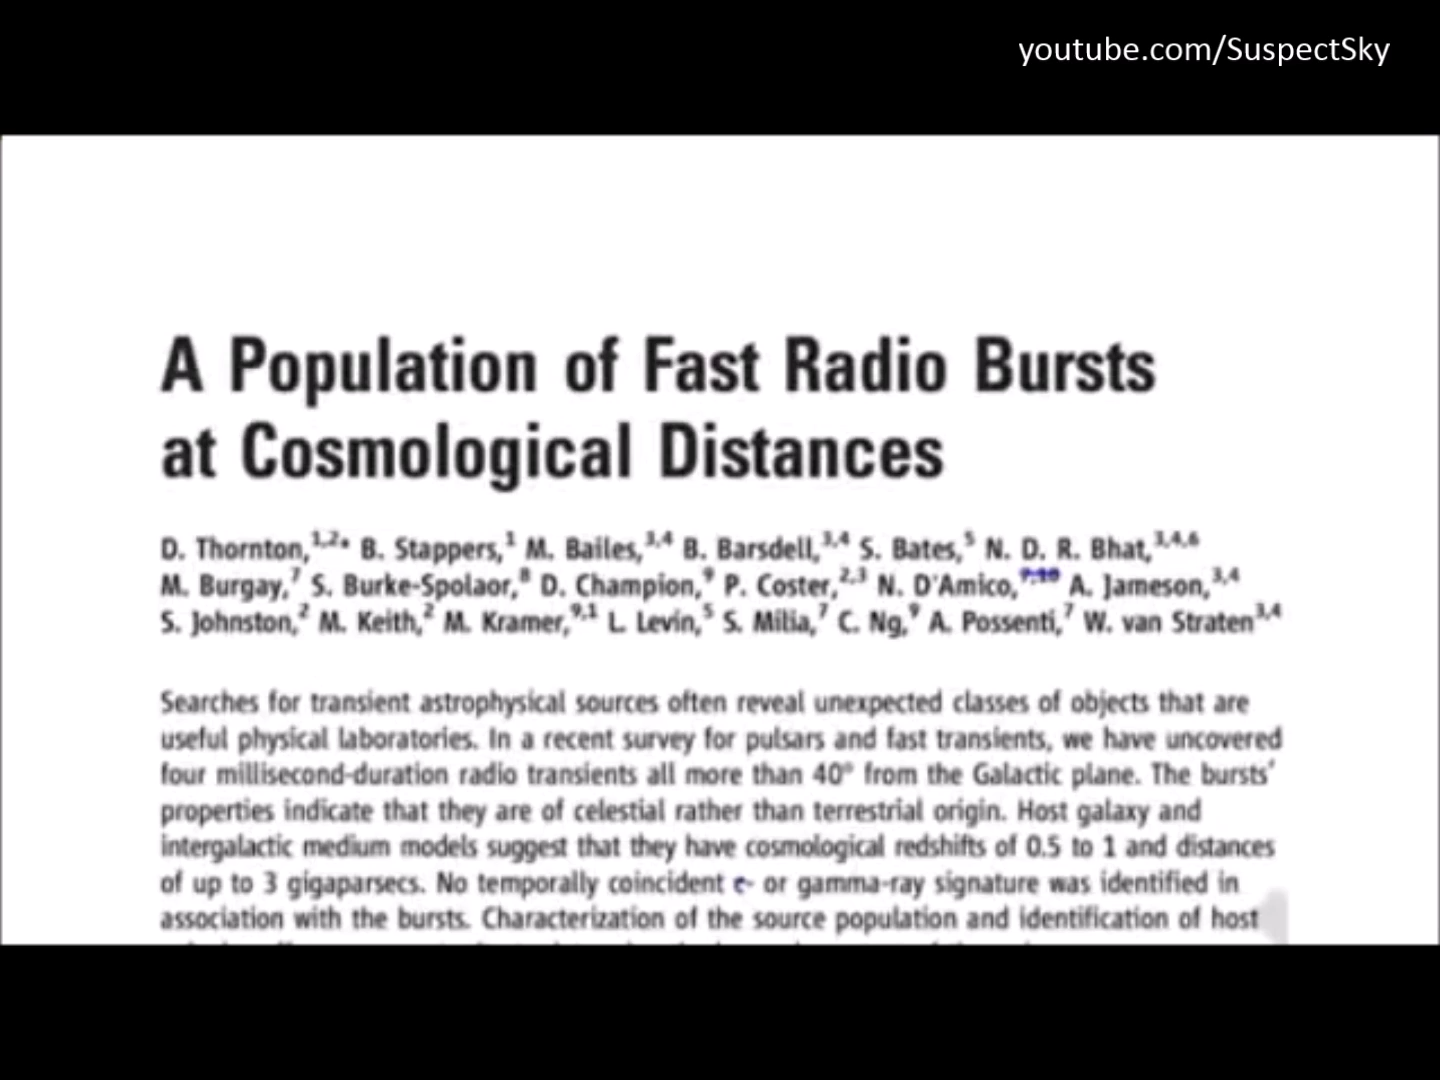 youtube.com/SuspectSky
A Population of Fast Radio Bursts
at Cosmological Distances
D. Thornton,1,2* B. Stappers,1 M. Bailes,3,4 B. Barsdell,3,4 S. Bates,5 N. D. R. Bhat,3,4,6
M. Burgay,7 S. Burke-Spolaor,8 D. Champion,9 P. Coster,2,3 N. D'Amico,7,10 A. Jameson,3,4
S. Johnston,2 M. Keith,2 M. Kramer,9,1 L. Levin,5 S. Milia,7 C. Ng,9 A. Possenti,7 W. van Straten3,4
Searches for transient astrophysical sources often reveal unexpected classes of objects that are
useful physical laboratories. In a recent survey for pulsars and fast transients, we have uncovered
four millisecond-duration radio transients all more than 40° from the Galactic plane. The bursts'
properties indicate that they are of celestial rather than terrestrial origin. Host galaxy and
intergalactic medium models suggest that they have cosmological redshifts of 0.5 to 1 and distances
of up to 3 gigaparsecs. No temporally coincident or gamma-ray signature was identified in
association with the bursts. Characterization of the source population and identification of host